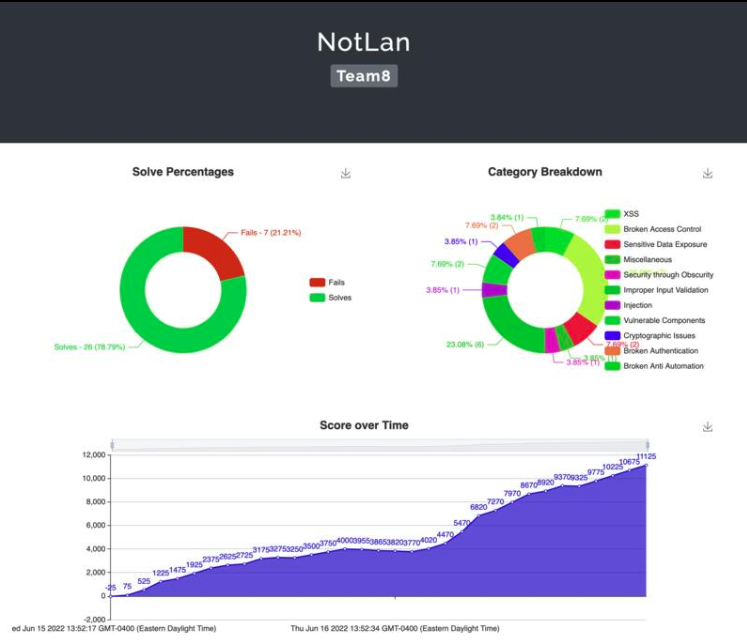 NotLan
Team8
Solve Percentages
Category Breakdown
Fails - 7 (21.21%)
Solves - 26 (78.79%)
Fails
Solves
3.84% (1)
7.69% (2)
7.69% (2)
3.85% (1)
7.69% (2)
3.85% (1)
23.08% (6)
3.85% (1)
3.85% (1)
7.69% (2)
XSS
Broken Access Control
Sensitive Data Exposure
Miscellaneous
Security through Obscurity
Improper Input Validation
Injection
Vulnerable Components
Cryptographic Issues
Broken Authentication
Broken Anti Automation
Score over Time
12,000
10,000
8,000
6,000
4,000
2,000
0
-2,000
-25 75 525 1225 1475 1925 2375 2625 2725 3175 3275 3250 3500 3750 4000 3955 3865 3820 3770 4020 4470 5470 6820 7270 7970 8670 8920 9370 9325 9775 10225 10675 11125
ed Jun 15 2022 13:52:17 GMT-0400 (Eastern Daylight Time)
Thu Jun 16 2022 13:52:34 GMT-0400 (Eastern Daylight Time)